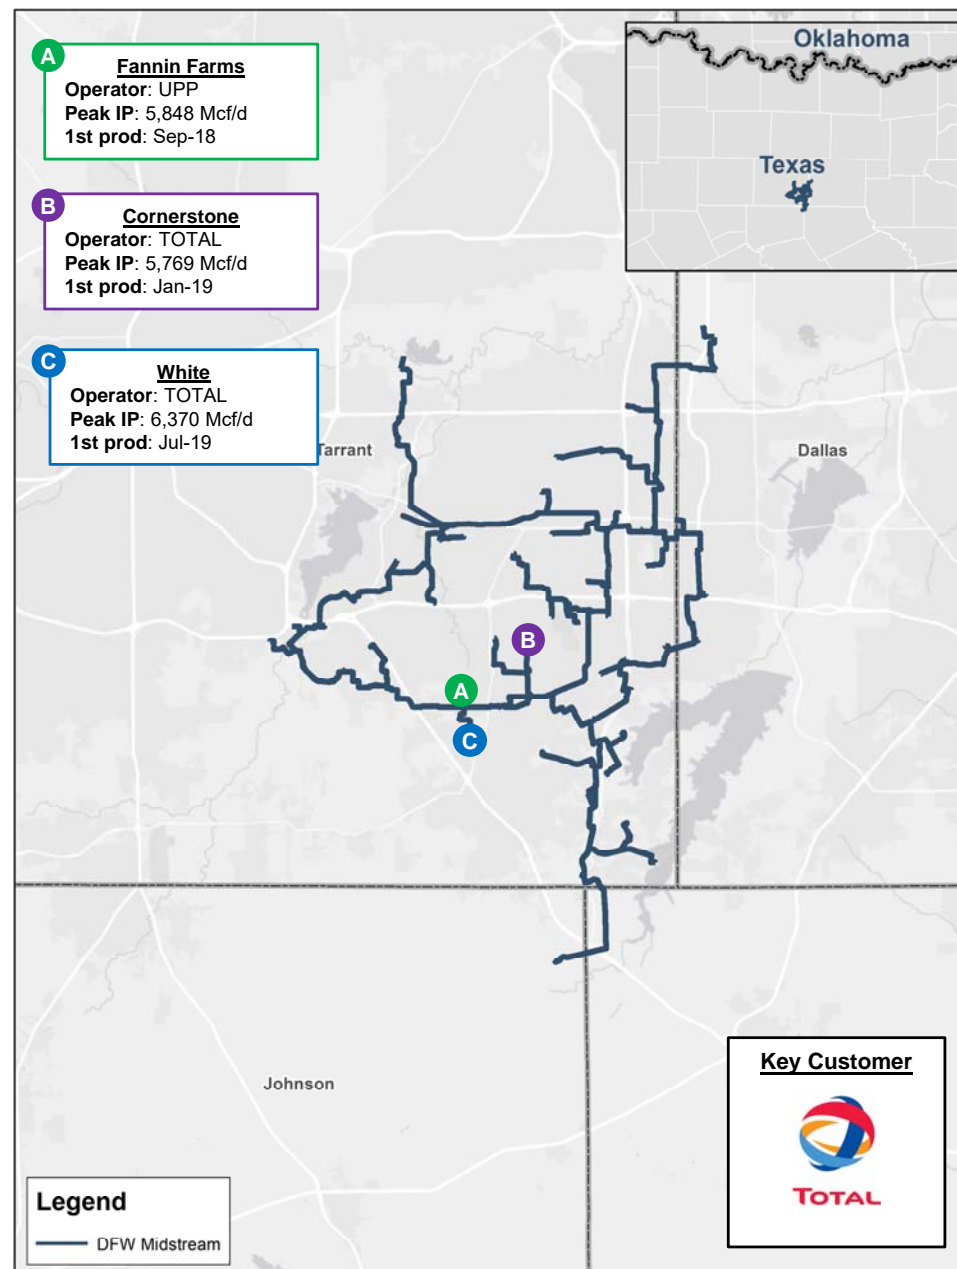 A
Fannin Farms
Operator: UPP
Peak IP: 5,848 Mcf/d
1st prod: Sep-18
B
Cornerstone
Operator: TOTAL
Peak IP: 5,769 Mcf/d
1st prod: Jan-19
C
White
Operator: TOTAL
Peak IP: 6,370 Mcf/d
1st prod: Jul-19
Oklahoma
Texas
Tarrant
Dallas
B
A
C
Johnson
Key Customer
TOTAL
Legend
DFW Midstream